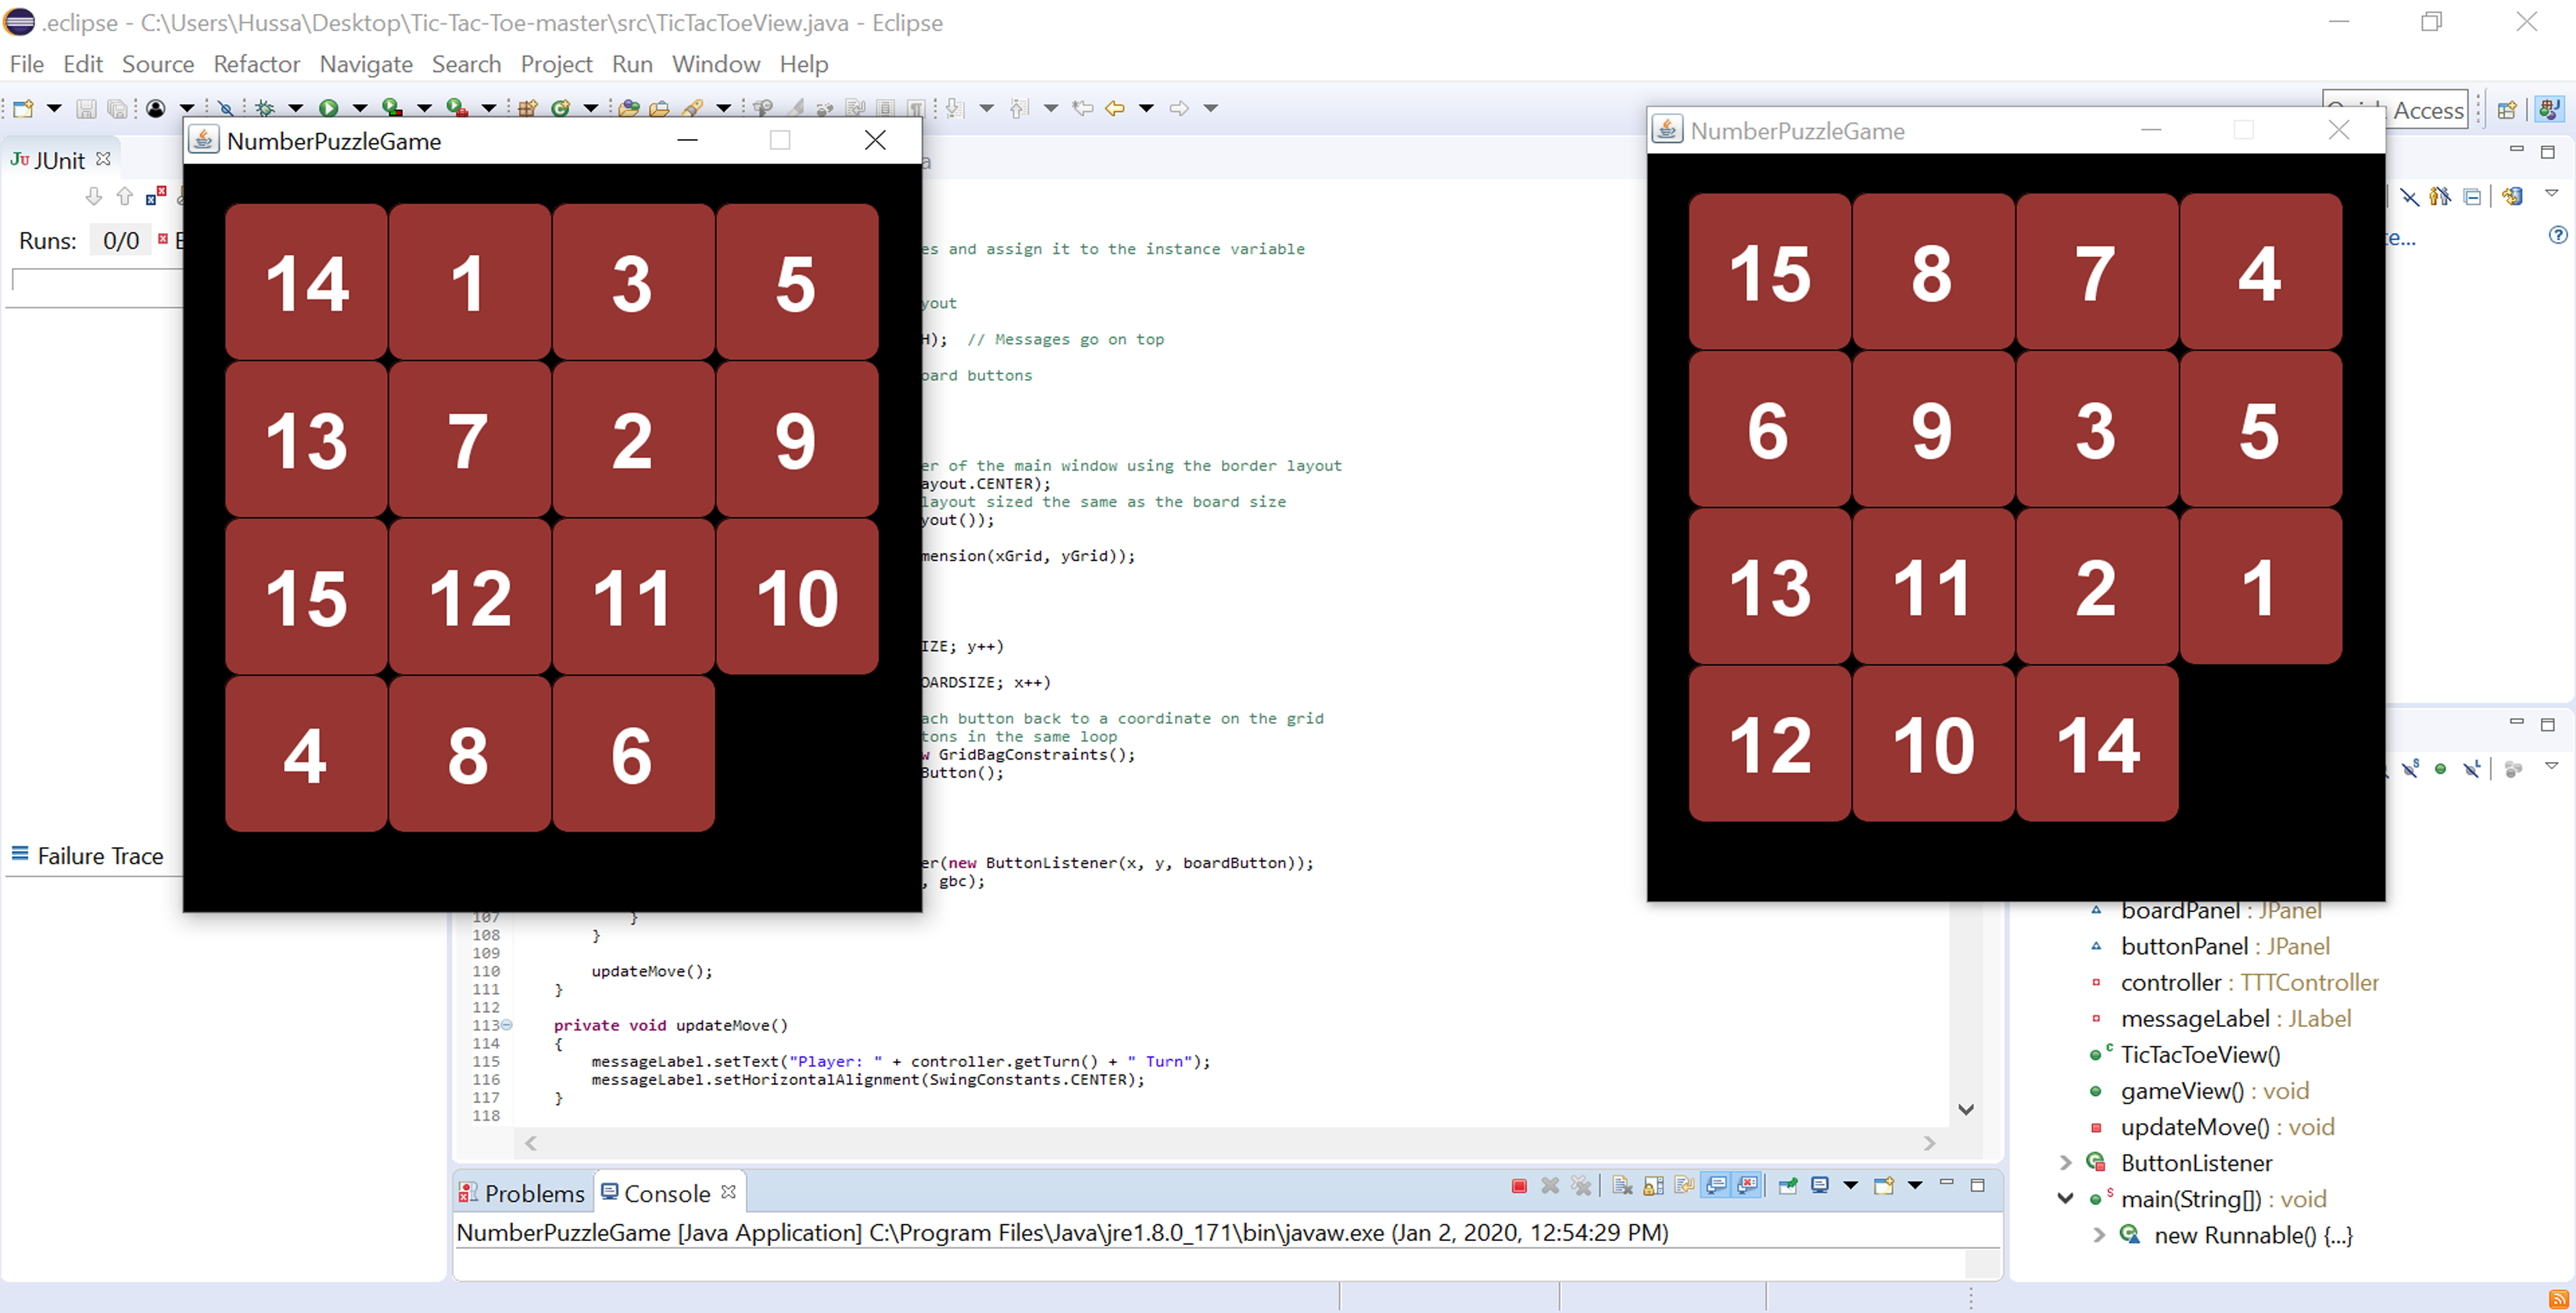 .eclipse - C:\Users\Hussa\Desktop\Tic-Tac-Toe-master\src\TicTacToeView.java - Eclipse
File Edit Source Refactor Navigate Search Project Run Window Help
Access
JUnit
Runs: 0/0
Failure Trace
NumberPuzzleGame
14 1 3 5
13 7 2 9
15 12 11 10
4 8 6
es and assign it to the instance variable
yout
H); // Messages go on top
oard buttons
er of the main window using the border layout
ayout.CENTER);
layout sized the same as the board size
yout());
mension(xGrid, yGrid));
IZE; y++)
OARDSIZE; x++)
ach button back to a coordinate on the grid
tons in the same loop
w GridBagConstraints();
Button();
er(new ButtonListener(x, y, boardButton));
, gbc);
107 }
108 }
109
110 updateMove();
111 }
112
113 private void updateMove()
114 {
115 messageLabel.setText("Player: " + controller.getTurn() + " Turn");
116 messageLabel.setHorizontalAlignment(SwingConstants.CENTER);
117 }
118
NumberPuzzleGame
15 8 7 4
6 9 3 5
13 11 2 1
12 10 14
boardPanel : JPanel
buttonPanel : JPanel
controller : TTTController
messageLabel : JLabel
TicTacToeView()
gameView() : void
updateMove() : void
ButtonListener
main(String[]) : void
new Runnable() {...}
Problems Console
NumberPuzzleGame [Java Application] C:\Program Files\Java\jre1.8.0_171\bin\javaw.exe (Jan 2, 2020, 12:54:29 PM)